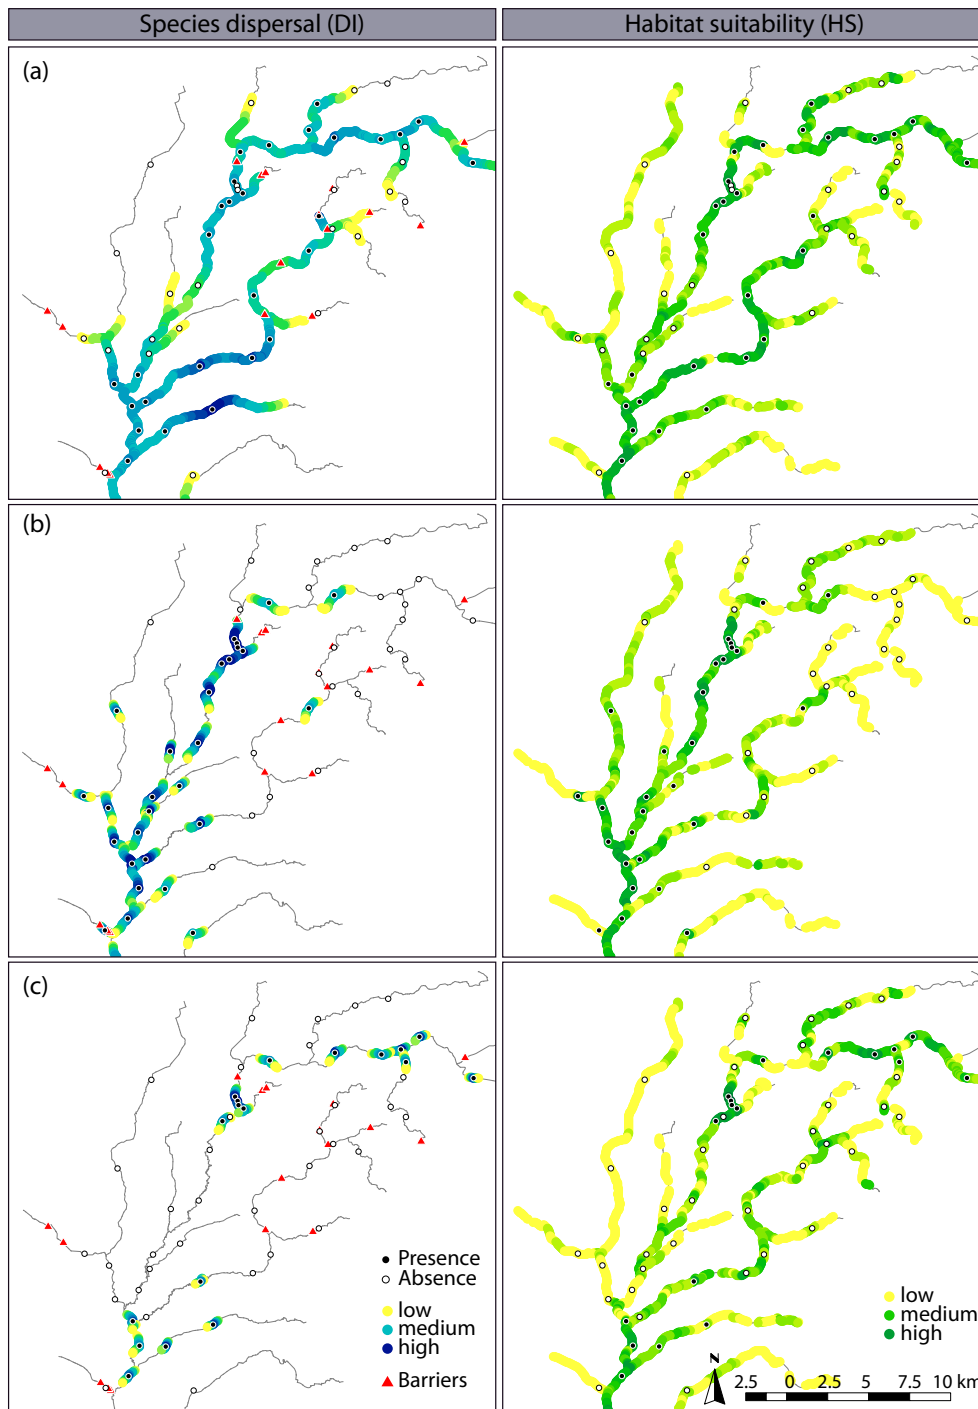 Species dispersal (DI)
Habitat suitability (HS)
(a)
(b)
(c)
Presence
Absence
low
medium
high
Barriers
low
medium
high
N
2.5 0 2.5 5 7.5 10 km